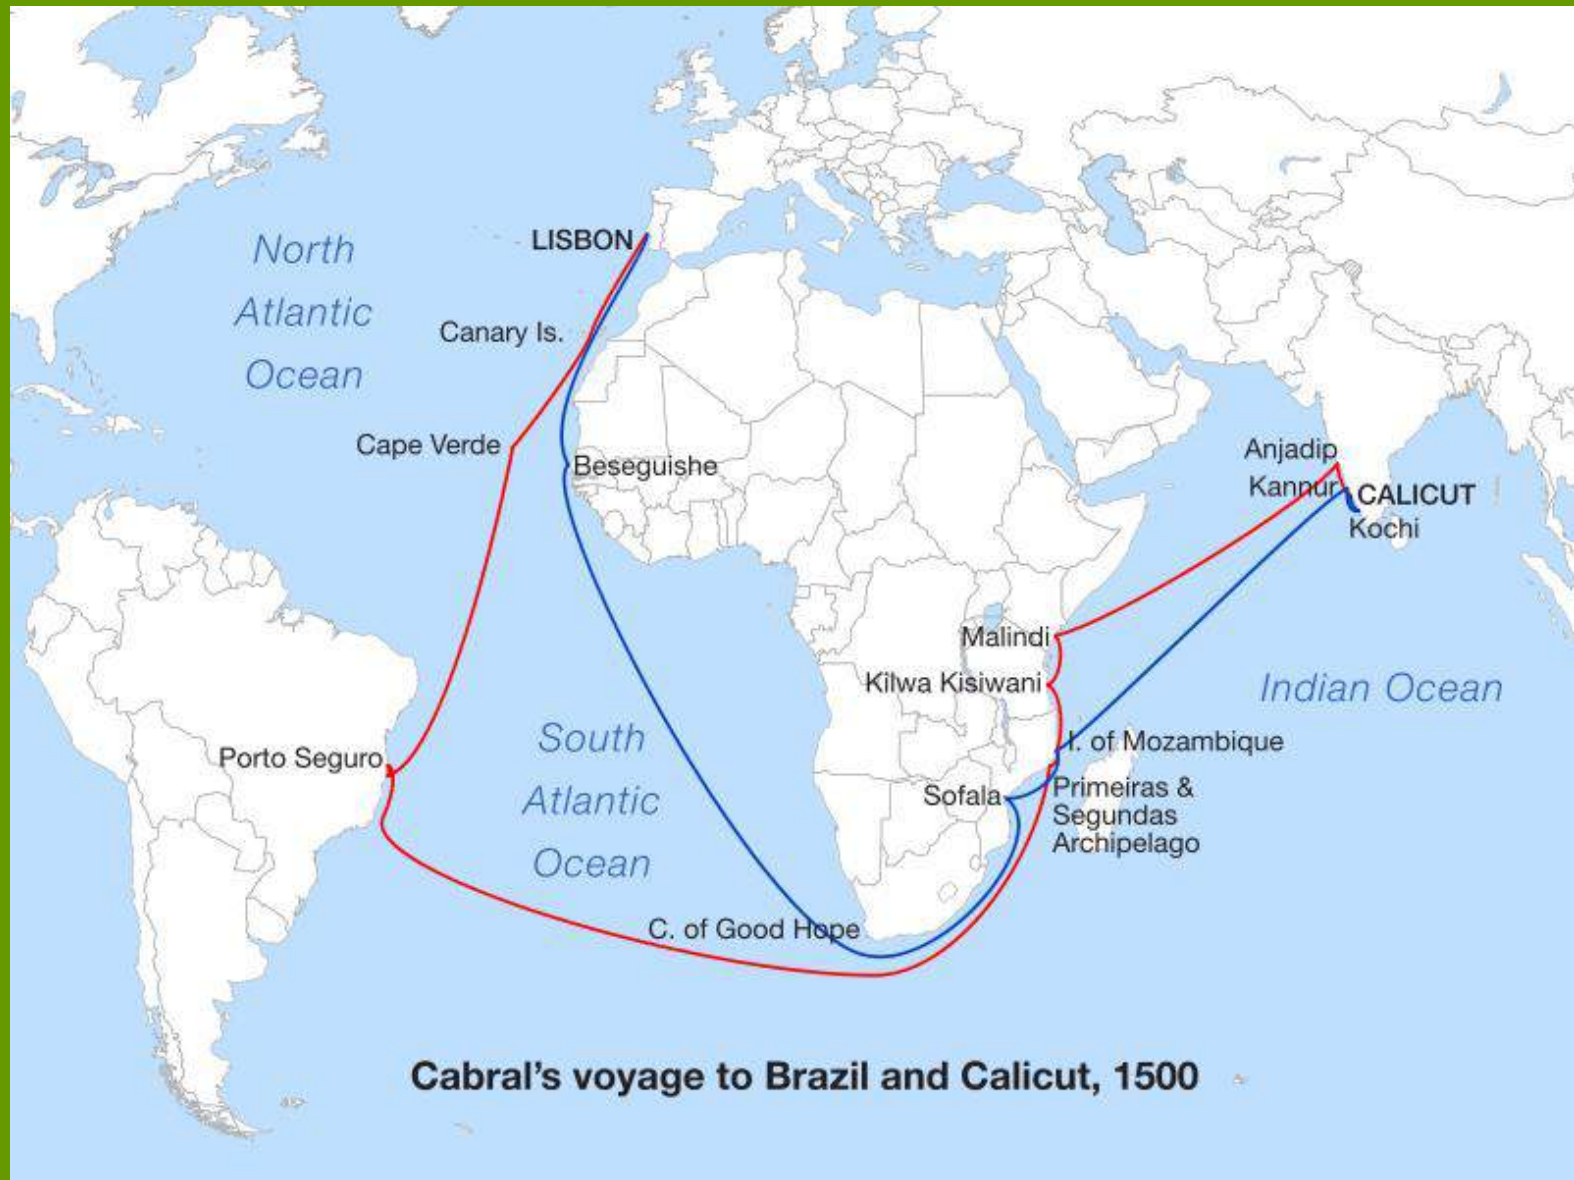 North
Atlantic
Ocean
LISBON
Canary Is.
Cape Verde
Beseguishe
Anjadip
Kannur
CALICUT
Kochi
Malindi
Kilwa Kisiwani
Indian Ocean
Porto Seguro
South
Atlantic
Ocean
I. of Mozambique
Sofala
Primeiras &
Segundas
Archipelago
C. of Good Hope
Cabral's voyage to Brazil and Calicut, 1500